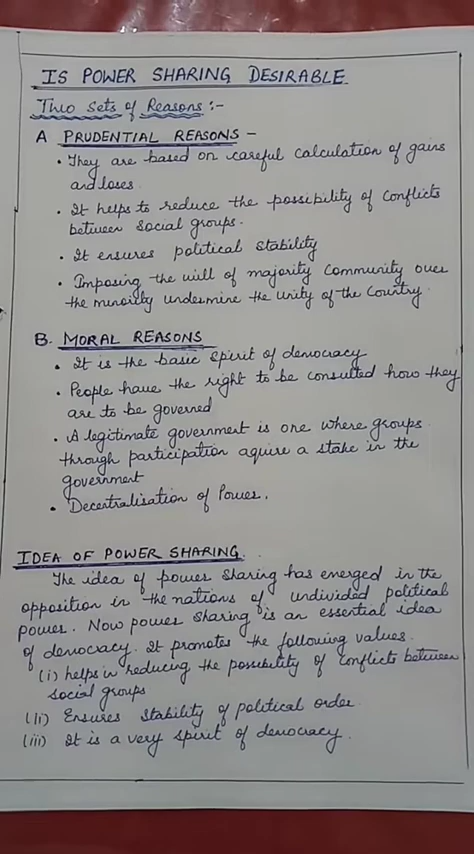 IS POWER SHARING DESIRABLE
Two Sets of Reasons :-
A PRUDENTIAL REASONS -
• They are based on careful calculation of gains
and loses.
• It helps to reduce the possibility of conflicts
between social groups.
• It ensures political stability
• Imposing the will of majority community over
the minority undermine the unity of the country.
B. MORAL REASONS
• It is the basic spirit of democracy
• People have the right to be consulted how they
are to be governed
• A legitimate government is one where groups
through participation aquire a stake in the
government
• Decentralisation of Power.
IDEA OF POWER SHARING.
The idea of power sharing has emerged in the
opposition in the nations of undivided political
power. Now power sharing is an essential idea
of democracy. It promotes the following values.
(i) helps in reducing the possibility of conflicts between
social groups
(ii) Ensures stability of political order
(iii) It is a very spirit of democracy.